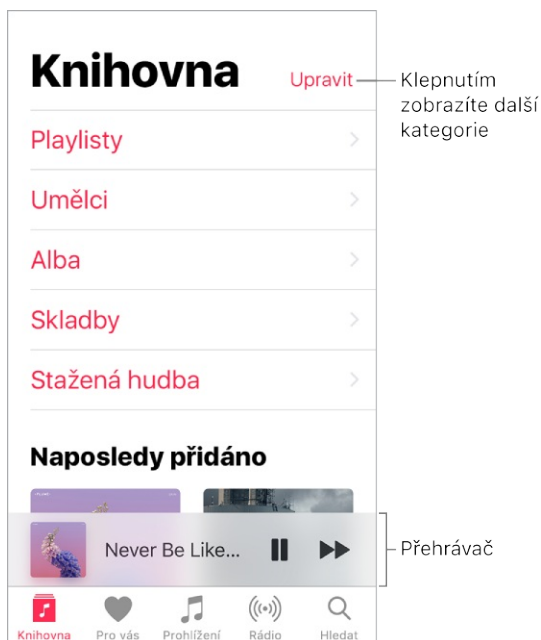 Knihovna
Upravit
Klepnutím
zobrazíte další
kategorie
Playlisty
Umělci
Alba
Skladby
Stažená hudba
Naposledy přidáno
Never Be Like...
Přehrávač
Knihovna
Pro vás
Prohlížení
Rádio
Hledat